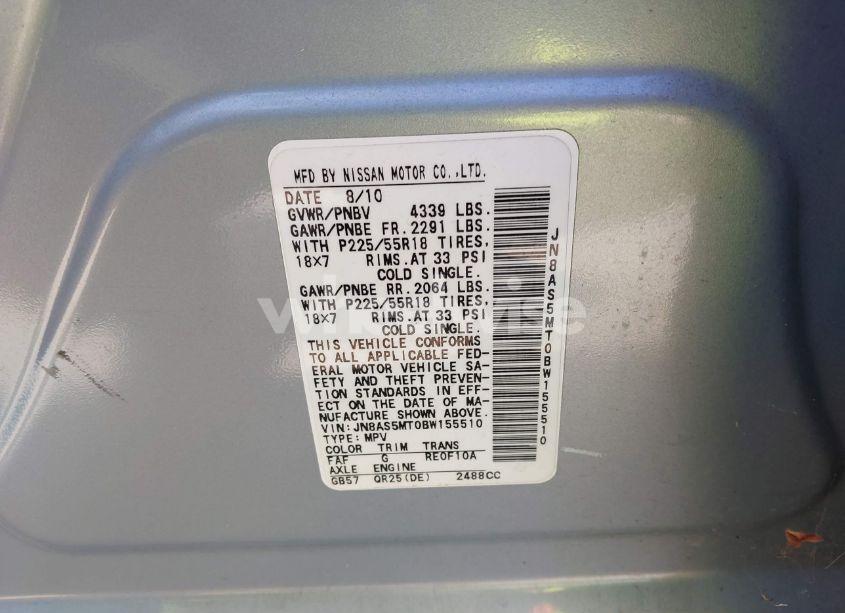 MFD BY NISSAN MOTOR CO.,LTD.
DATE 8/10
GVWR/PNBV 4339 LBS.
GAWR/PNBE FR.2291 LBS.
WITH P225/55R18 TIRES,
18X7 RIMS.AT 33 PSI
COLD SINGLE.
GAWR/PNBE RR.2064 LBS.
WITH P225/55R18 TIRES,
18X7 RIMS.AT 33 PSI
COLD SINGLE.
THIS VEHICLE CONFORMS
TO ALL APPLICABLE FED-
ERAL MOTOR VEHICLE SA-
FETY AND THEFT PREVEN-
TION STANDARDS IN EFF-
ECT ON THE DATE OF MA-
NUFACTURE SHOWN ABOVE.
VIN:JN8AS5MT0BW155510
TYPE:MPV
COLOR TRIM TRANS
FAF G RE0F10A
AXLE ENGINE
GB57 QR25(DE) 2488CC
JN8AS5MT0BW155510